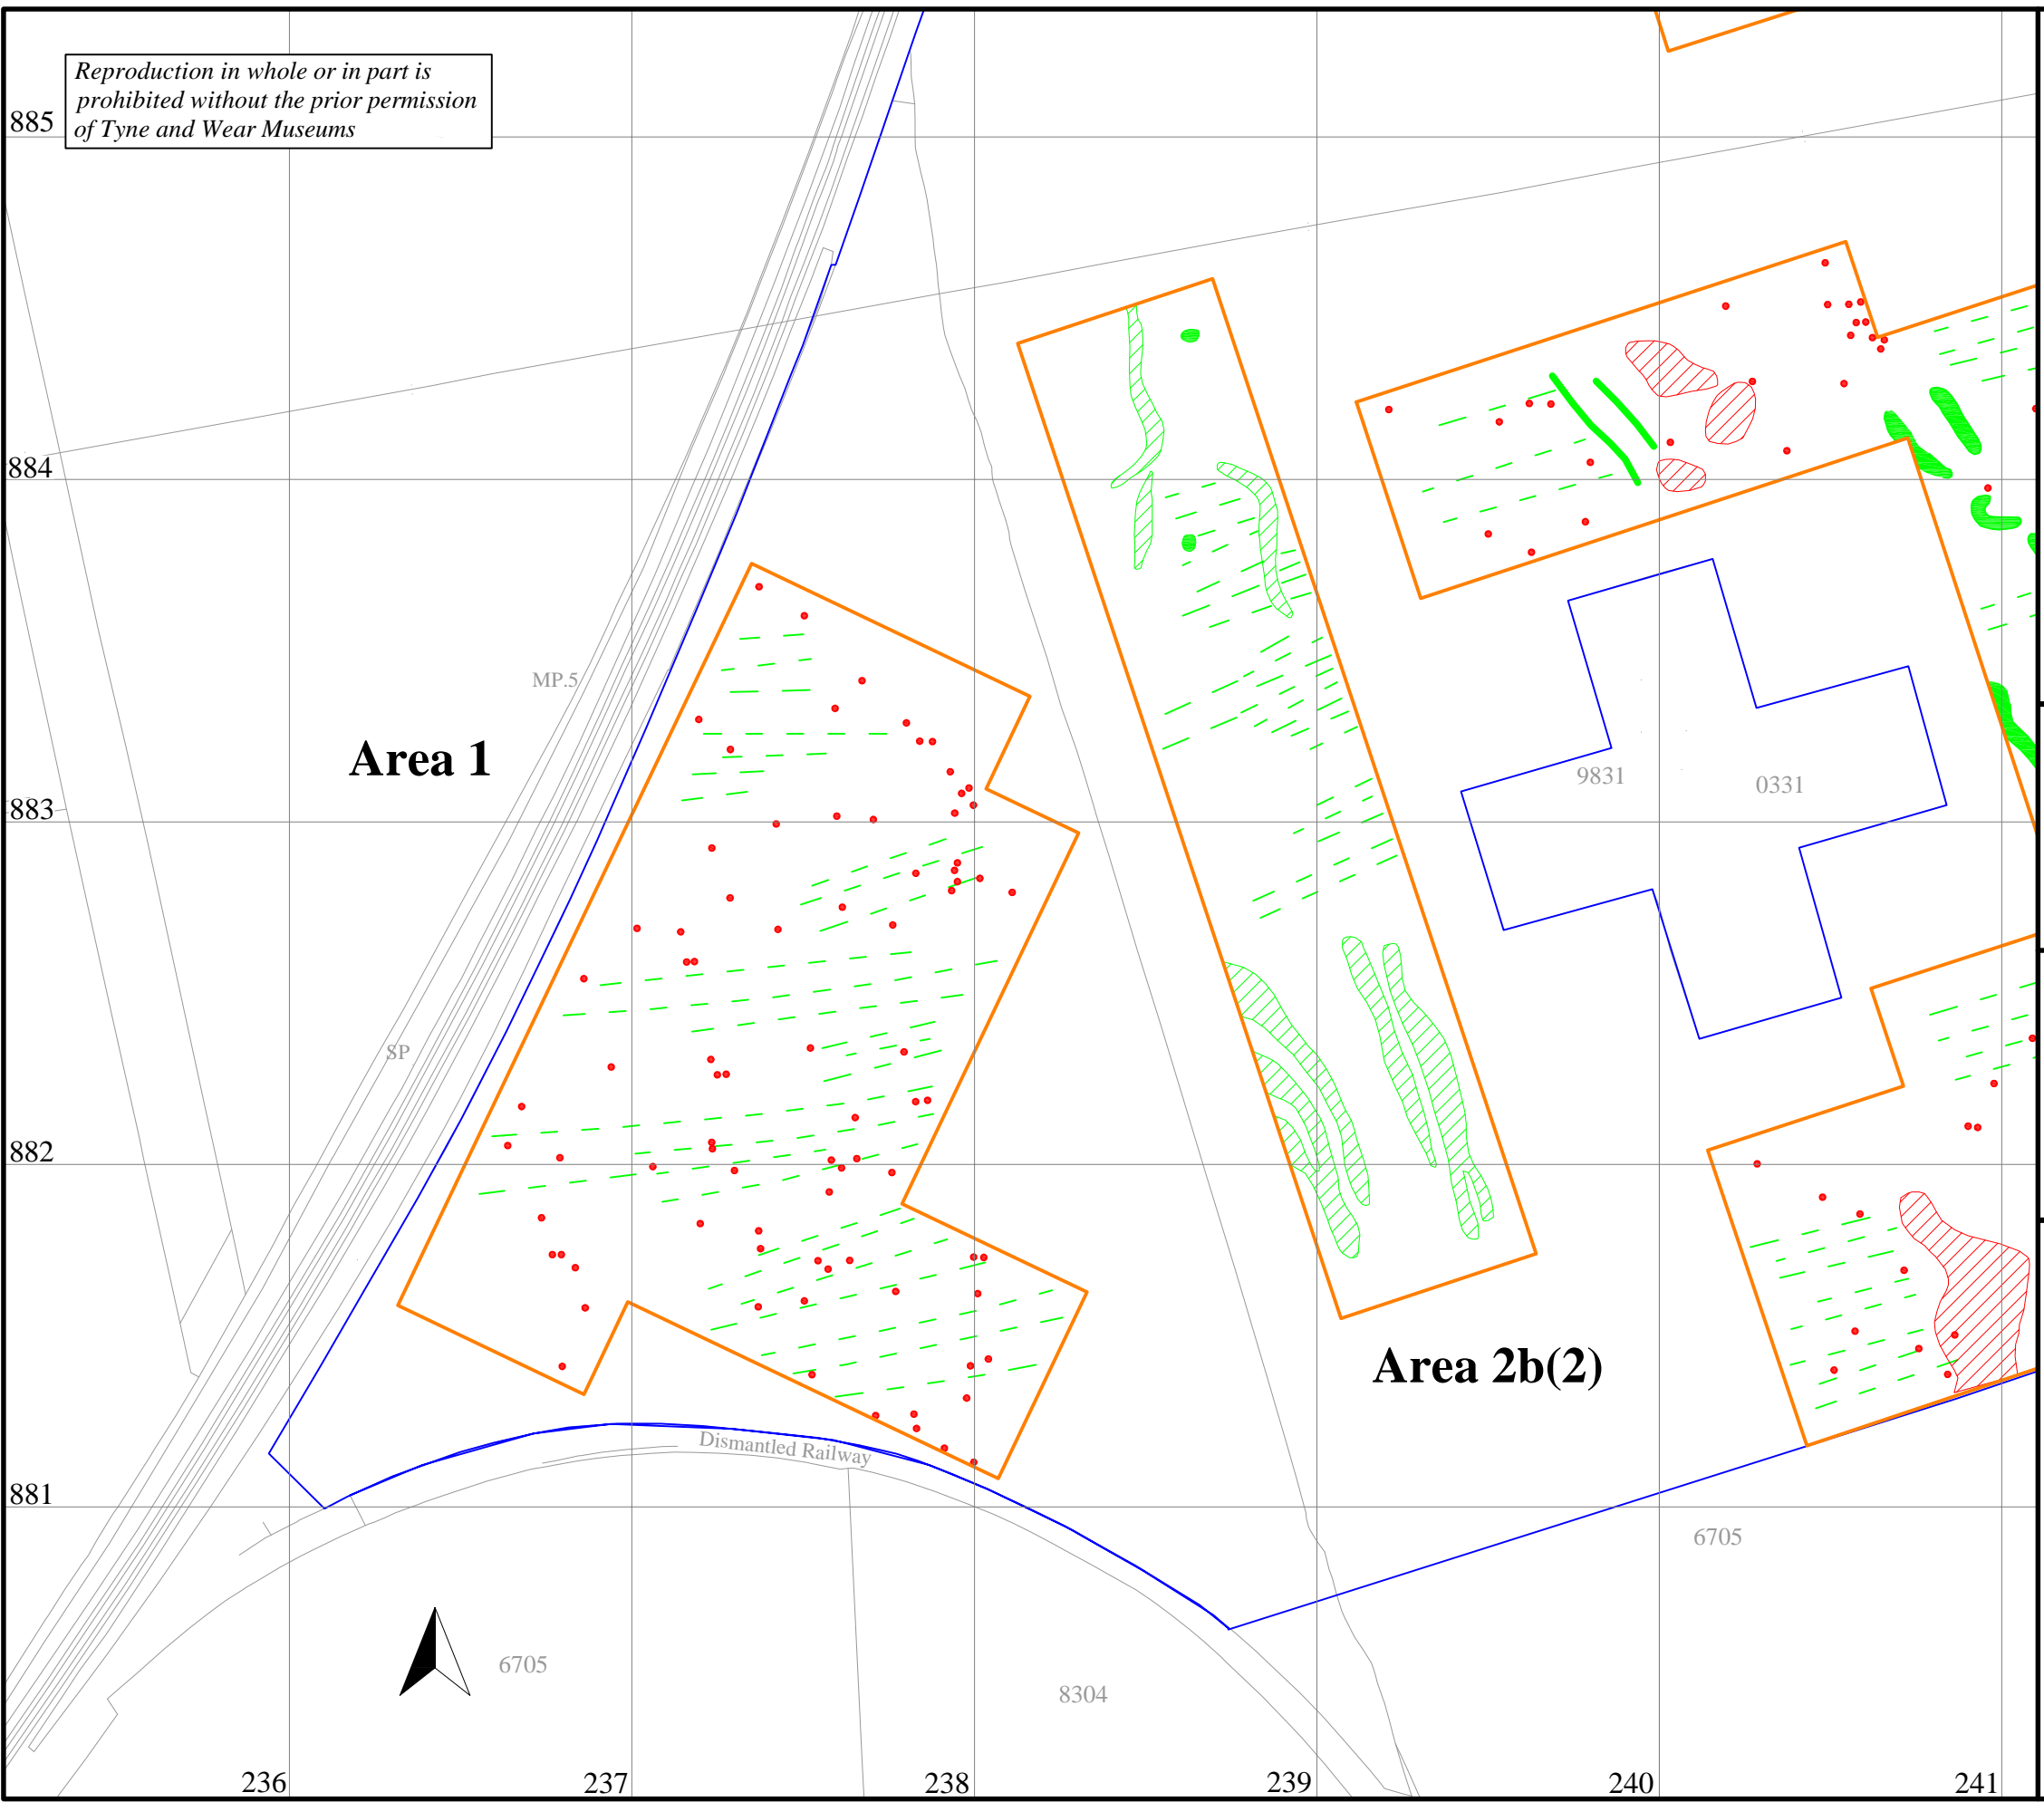 Reproduction in whole or in part is
prohibited without the prior permission
of Tyne and Wear Museums
885
884
MP.5
Area 1
9831
0331
883
SP
882
Area 2b(2)
Dismantled Railway
881
6705
6705
8304
236
237
238
239
240
241